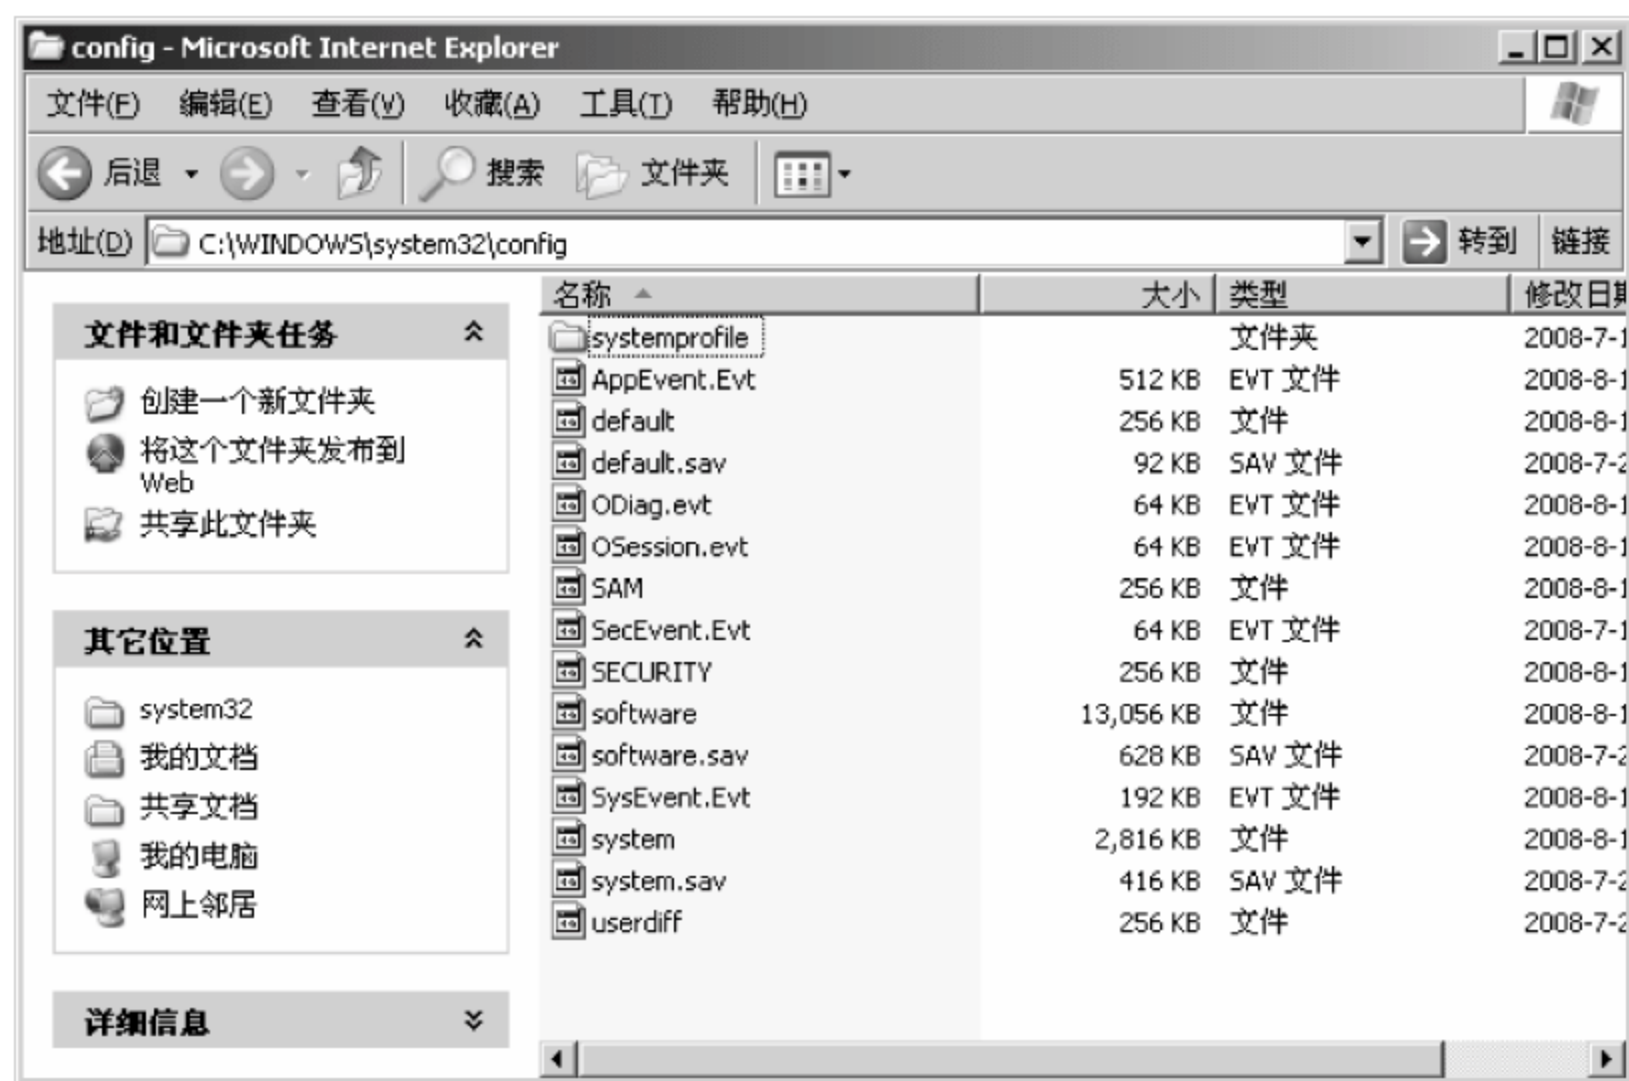 config - Microsoft Internet Explorer
文件(F) 编辑(E) 查看(V) 收藏(A) 工具(T) 帮助(H)
后退 搜索 文件夹
地址(D) C:\WINDOWS\system32\config 转到 链接
文件和文件夹任务
创建一个新文件夹
将这个文件夹发布到
Web
共享此文件夹
其它位置
system32
我的文档
共享文档
我的电脑
网上邻居
详细信息
名称 大小 类型 修改日期
systemprofile 文件夹 2008-7-1
AppEvent.Evt 512 KB EVT 文件 2008-8-1
default 256 KB 文件 2008-8-1
default.sav 92 KB SAV 文件 2008-7-2
ODiag.evt 64 KB EVT 文件 2008-8-1
OSession.evt 64 KB EVT 文件 2008-8-1
SAM 256 KB 文件 2008-8-1
SecEvent.Evt 64 KB EVT 文件 2008-7-1
SECURITY 256 KB 文件 2008-8-1
software 13,056 KB 文件 2008-8-1
software.sav 628 KB SAV 文件 2008-7-2
SysEvent.Evt 192 KB EVT 文件 2008-8-1
system 2,816 KB 文件 2008-8-1
system.sav 416 KB SAV 文件 2008-7-2
userdiff 256 KB 文件 2008-7-2